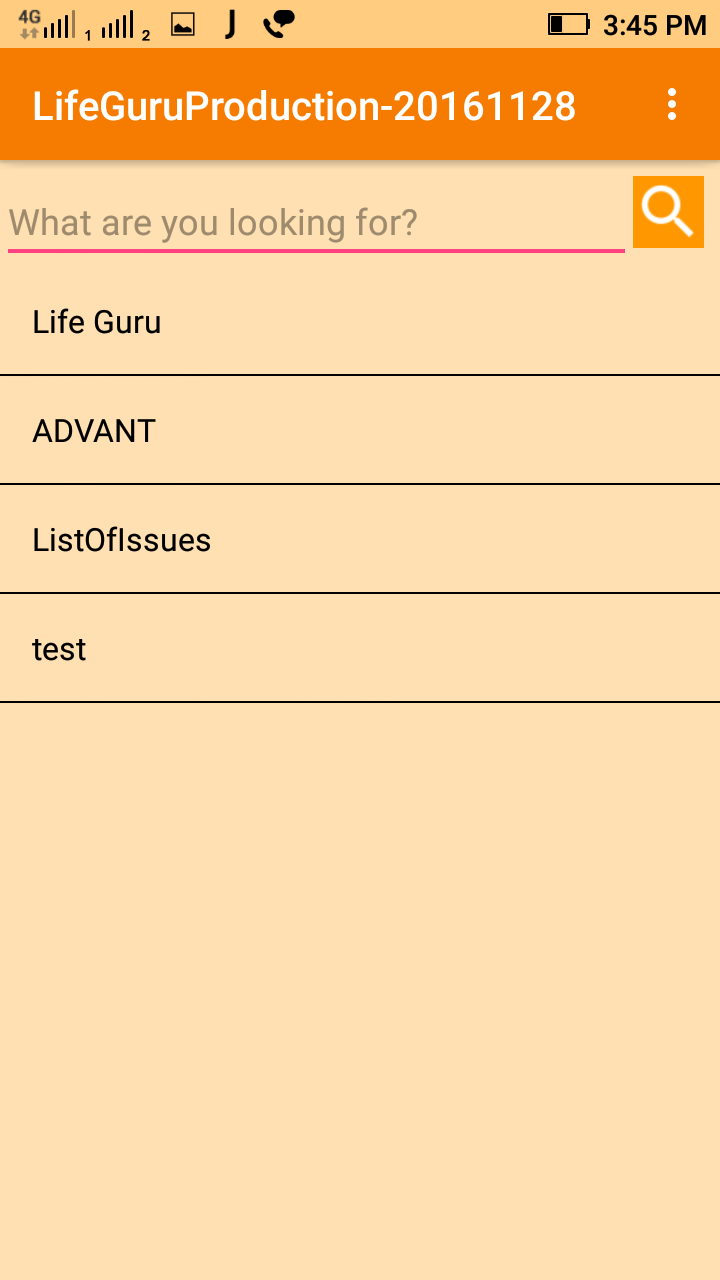 4G 1 2 J 3:45 PM
LifeGuruProduction-20161128
What are you looking for?
Life Guru
ADVANT
ListOfIssues
test